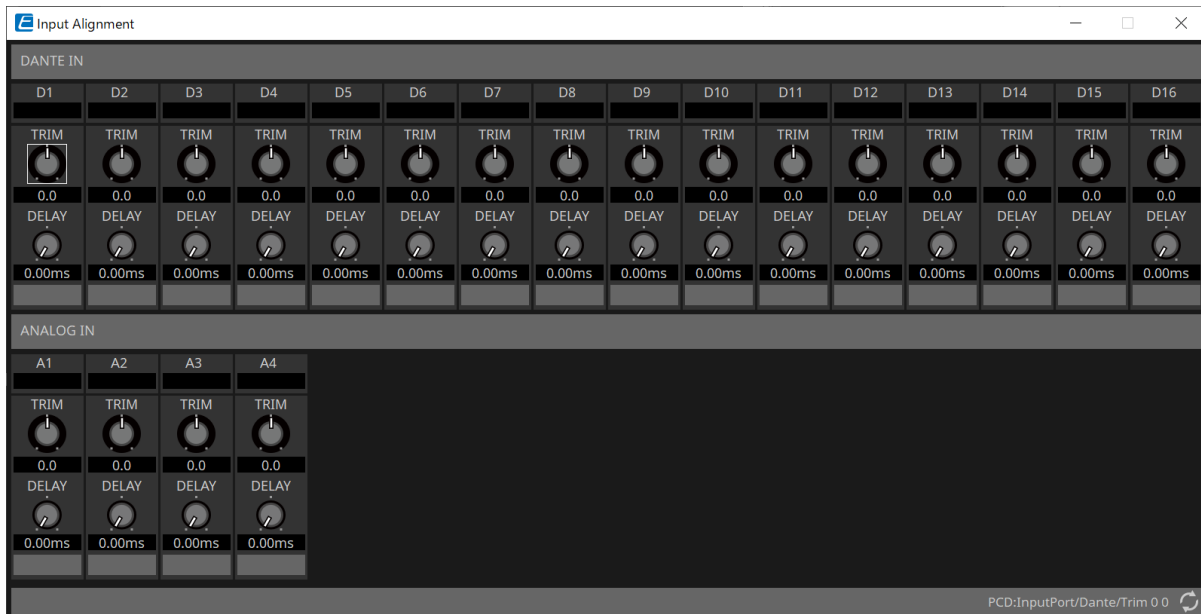 Input Alignment
DANTE IN
D1 D2 D3 D4 D5 D6 D7 D8 D9 D10 D11 D12 D13 D14 D15 D16
TRIM TRIM TRIM TRIM TRIM TRIM TRIM TRIM TRIM TRIM TRIM TRIM TRIM TRIM TRIM TRIM
0.0 0.0 0.0 0.0 0.0 0.0 0.0 0.0 0.0 0.0 0.0 0.0 0.0 0.0 0.0 0.0
DELAY DELAY DELAY DELAY DELAY DELAY DELAY DELAY DELAY DELAY DELAY DELAY DELAY DELAY DELAY DELAY
0.00ms 0.00ms 0.00ms 0.00ms 0.00ms 0.00ms 0.00ms 0.00ms 0.00ms 0.00ms 0.00ms 0.00ms 0.00ms 0.00ms 0.00ms 0.00ms
ANALOG IN
A1 A2 A3 A4
TRIM TRIM TRIM TRIM
0.0 0.0 0.0 0.0
DELAY DELAY DELAY DELAY
0.00ms 0.00ms 0.00ms 0.00ms
PCD:InputPort/Dante/Trim 0 0